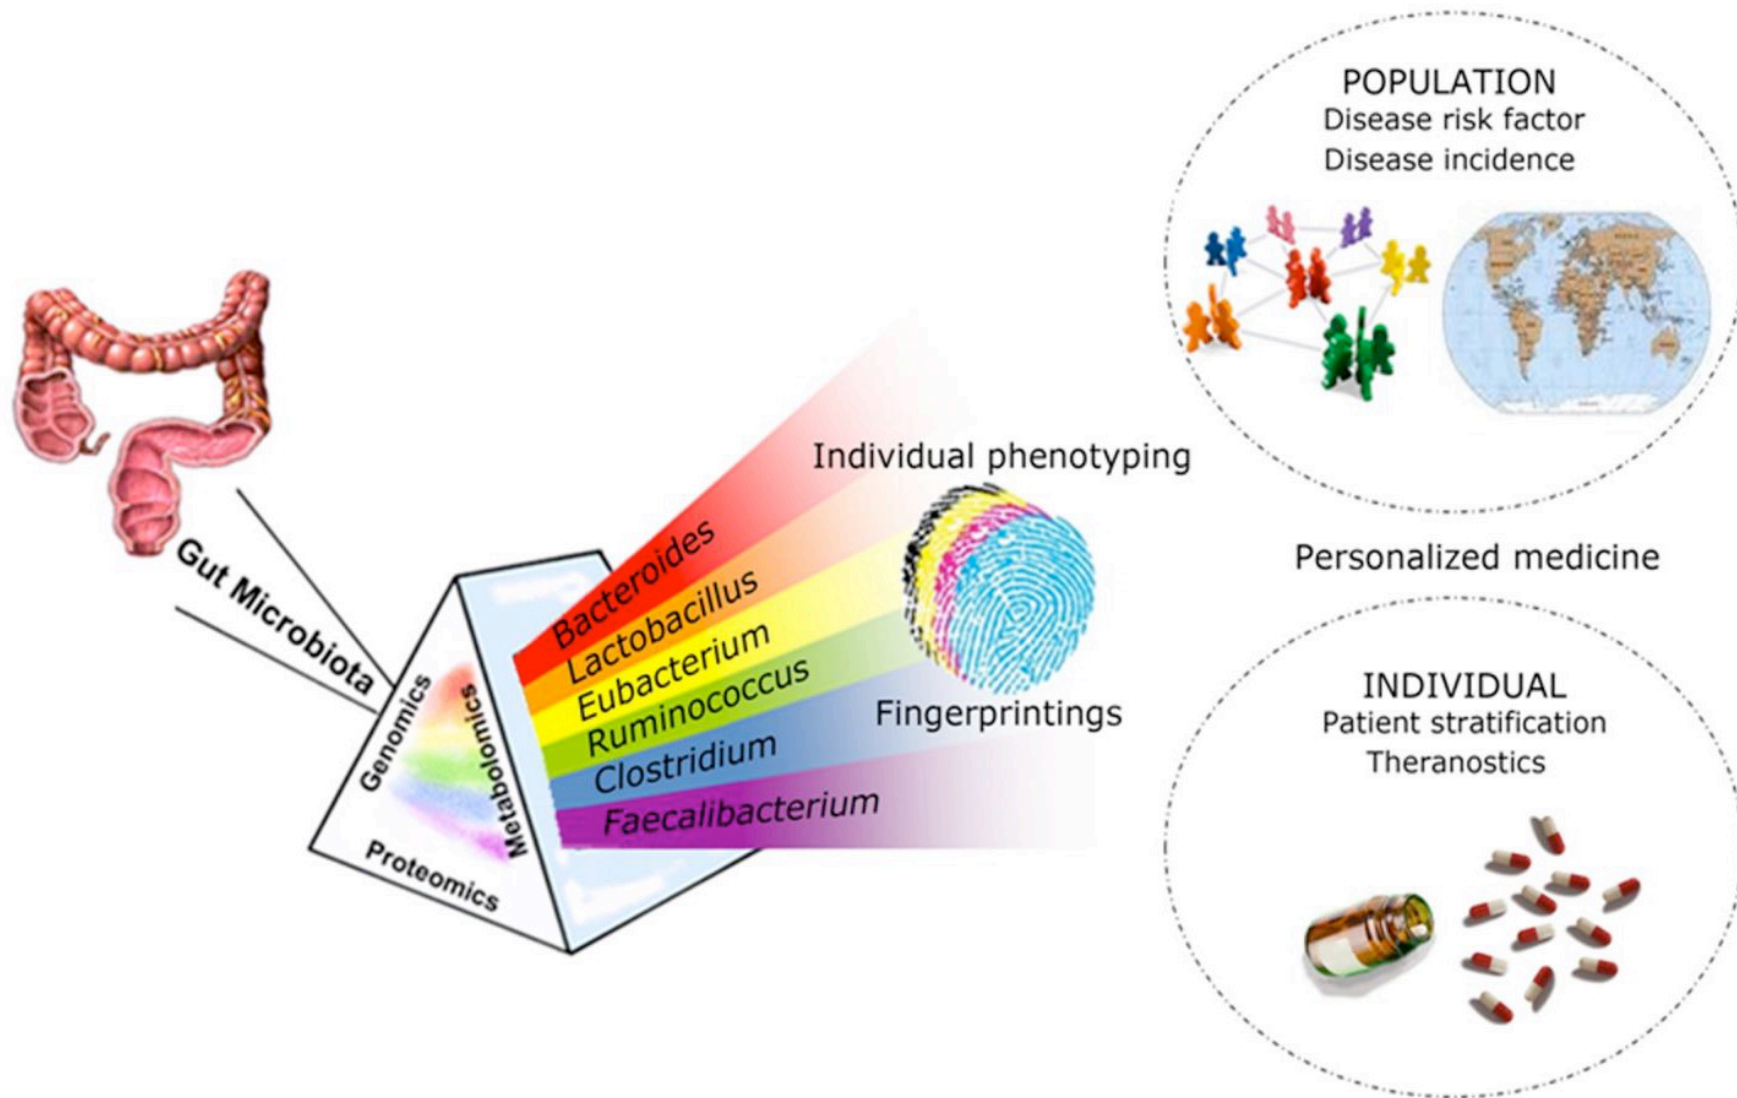 POPULATION
Disease risk factor
Disease incidence
Individual phenotyping
Gut Microbiota
Bacteroides
Lactobacillus
Eubacterium
Ruminococcus
Clostridium
Faecalibacterium
Genomics
Metabolomics
Proteomics
Fingerprintings
Personalized medicine
INDIVIDUAL
Patient stratification
Theranostics